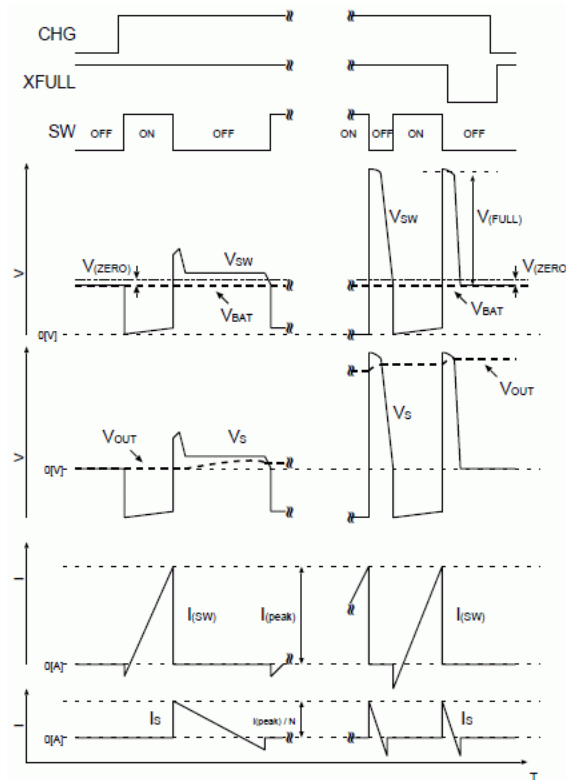 CHG
XFULL
SW OFF ON OFF ON OFF ON OFF
V
V(ZERO) VSW VSW V(FULL) V(ZERO
VBAT VBAT
0[V]
V
VOUT VS VS VOUT
0[V]
I
I(SW) I(peak) I(SW)
0[A]
I
IS I(peak) / N IS
0[A]
T